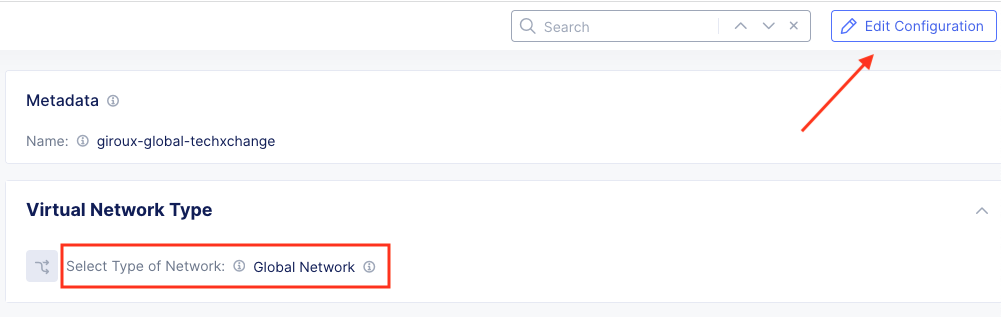 Search
Edit Configuration
Metadata
Name: giroux-global-techxchange
Virtual Network Type
Select Type of Network: Global Network